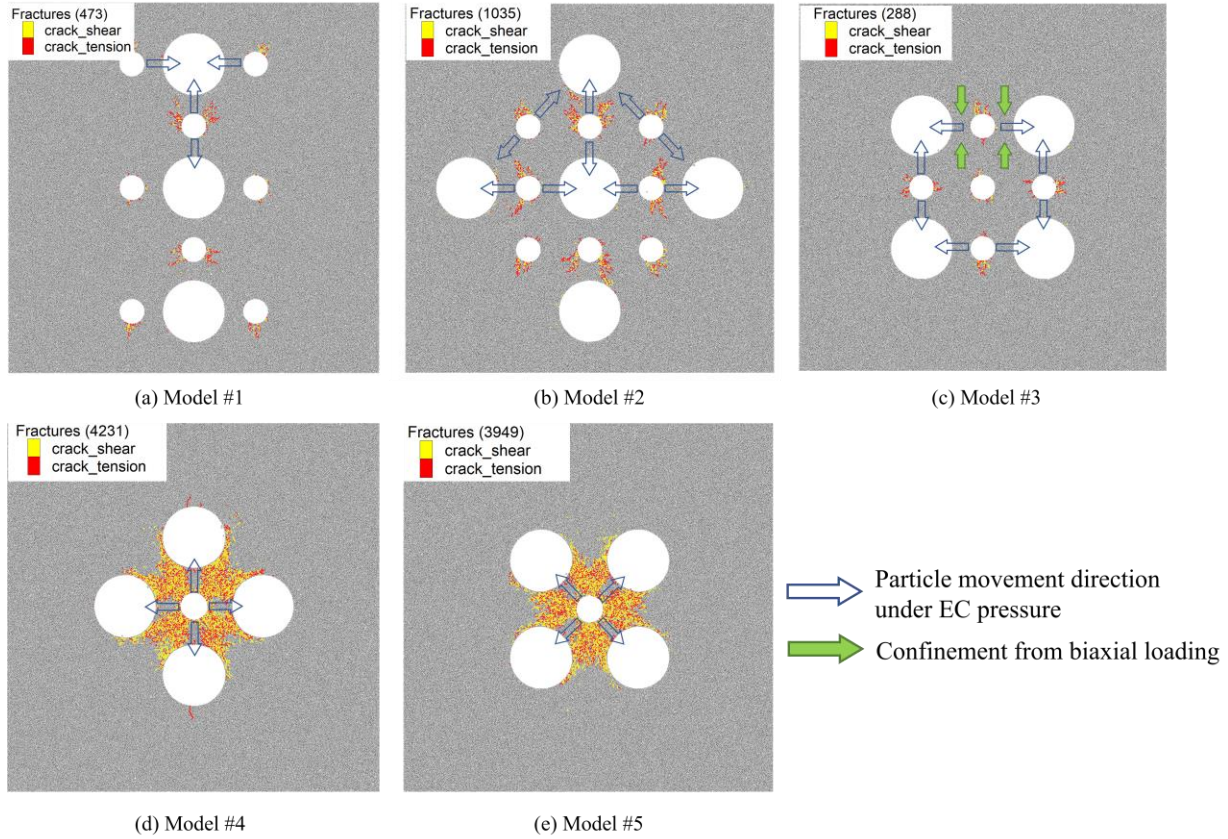 Fractures (473)
crack_shear
crack_tension
Fractures (1035)
crack_shear
crack_tension
Fractures (288)
crack_shear
crack_tension
(a) Model #1
(b) Model #2
(c) Model #3
Fractures (4231)
crack_shear
crack_tension
Fractures (3949)
crack_shear
crack_tension
Particle movement direction
under EC pressure
Confinement from biaxial loading
(d) Model #4
(e) Model #5